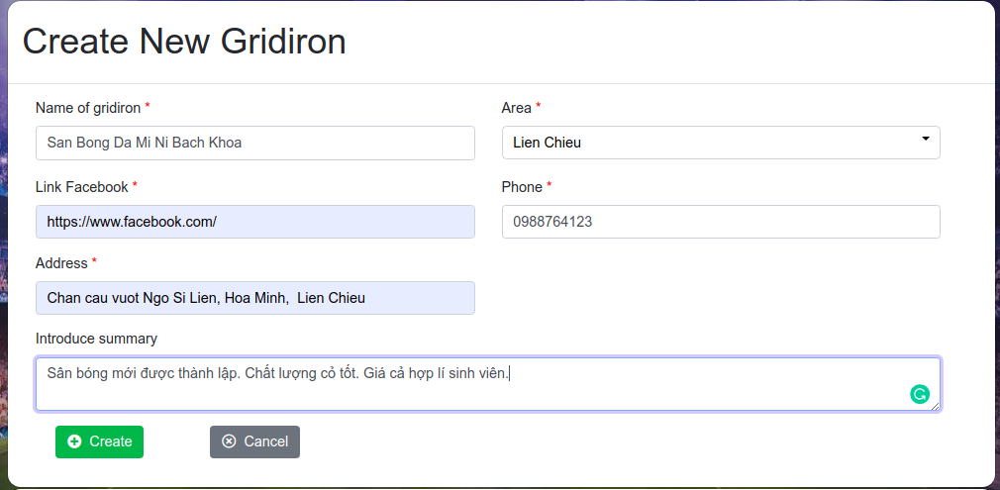 Create New Gridiron
Name of gridiron *
Area *
San Bong Da Mi Ni Bach Khoa
Lien Chieu
Link Facebook *
Phone *
https://www.facebook.com/
0988764123
Address *
Chan cau vuot Ngo Si Lien, Hoa Minh,  Lien Chieu
Introduce summary
Sân bóng mới được thành lập. Chất lượng cỏ tốt. Giá cả hợp lí sinh viên.
Create
Cancel